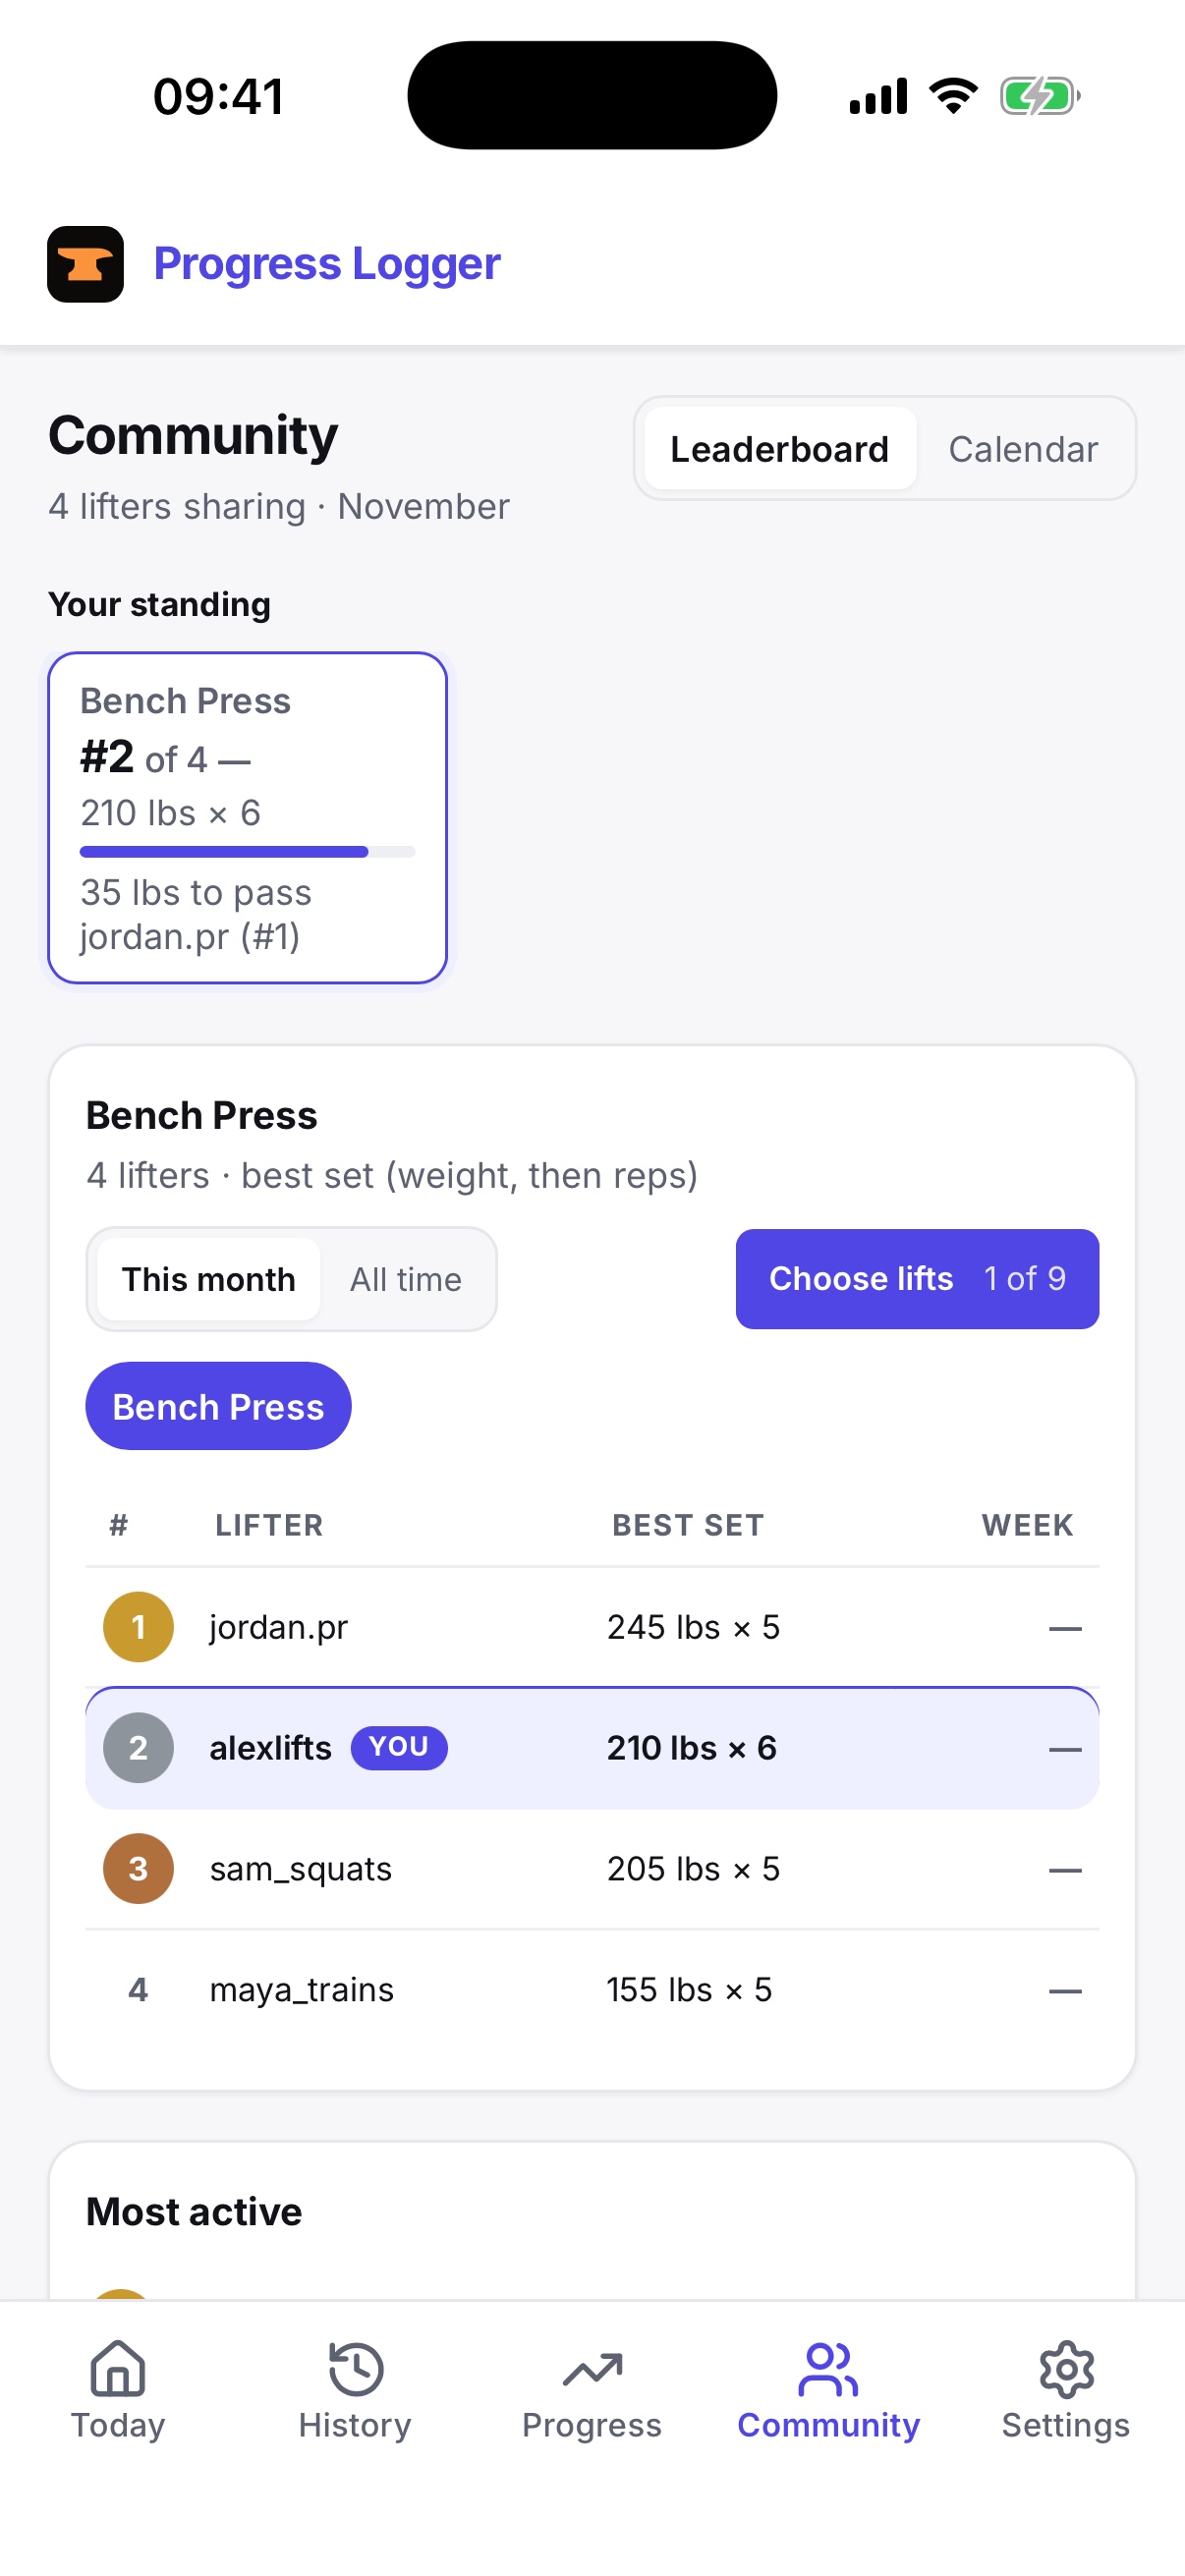 09:41
Progress Logger
Community
4 lifters sharing · November
Leaderboard Calendar
Your standing
Bench Press
#2 of 4 —
210 lbs × 6
35 lbs to pass
jordan.pr (#1)
Bench Press
4 lifters · best set (weight, then reps)
This month All time
Choose lifts 1 of 9
Bench Press
# LIFTER BEST SET WEEK
1 jordan.pr 245 lbs × 5 —
2 alexlifts YOU 210 lbs × 6 —
3 sam_squats 205 lbs × 5 —
4 maya_trains 155 lbs × 5 —
Most active
Today History Progress Community Settings